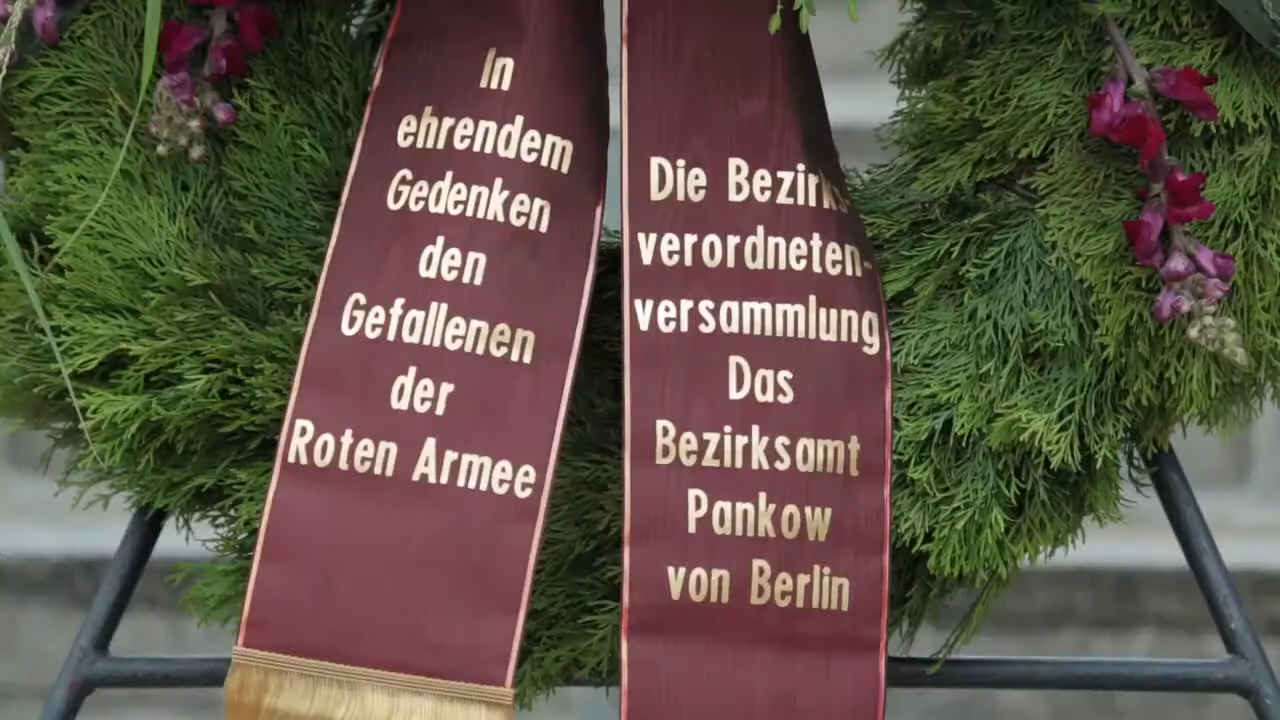 In
ehrendem
Gedenken
den
Gefallenen
der
Roten Armee
Die Bezirks-
verordneten-
versammlung
Das
Bezirksamt
Pankow
von Berlin